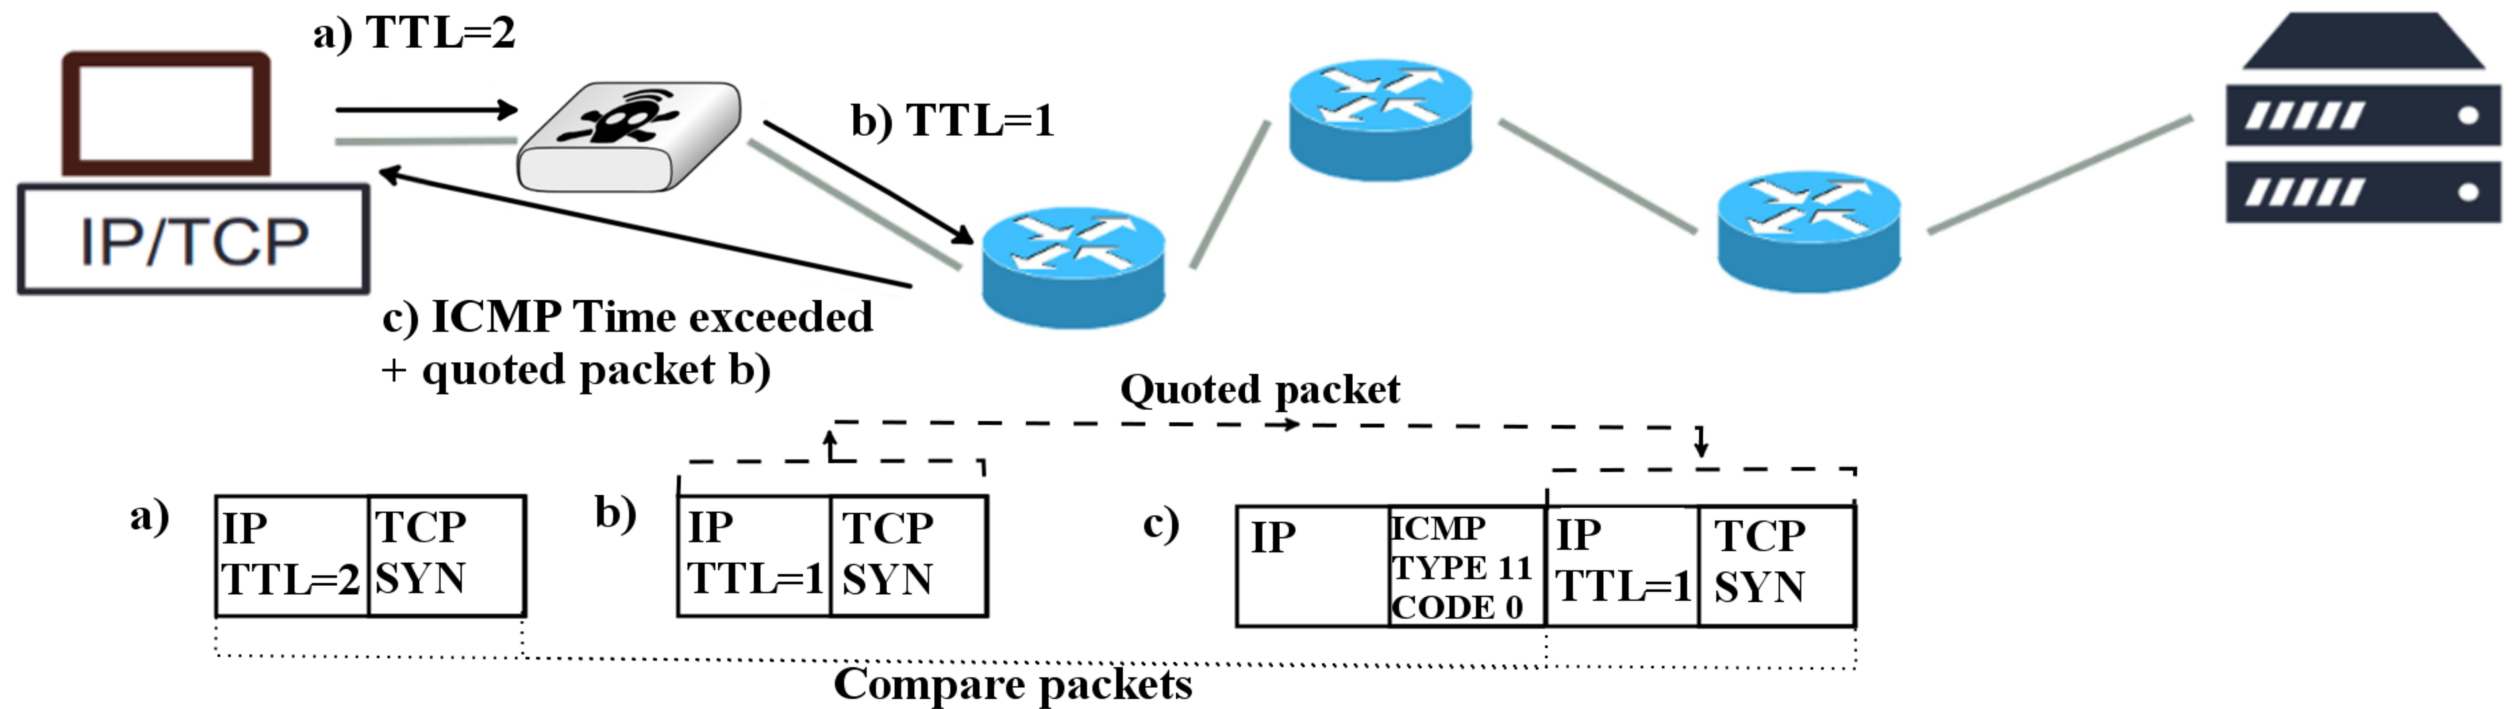 a) TTL=2
b) TTL=1
IP/TCP
c) ICMP Time exceeded
+ quoted packet b)
Quoted packet
a)
IP
TTL=2
TCP
SYN
b)
IP
TTL=1
TCP
SYN
c)
IP
ICMP
TYPE 11
CODE 0
IP
TTL=1
TCP
SYN
Compare packets